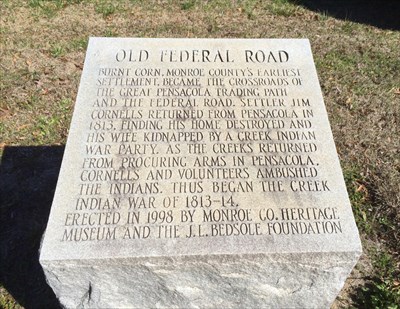 OLD FEDERAL ROAD
BURNT CORN, MONROE COUNTY'S EARLIEST
SETTLEMENT, BECAME THE CROSSROADS OF
THE GREAT PENSACOLA TRADING PATH
AND THE FEDERAL ROAD. SETTLER JIM
CORNELLS RETURNED FROM PENSACOLA IN
1813, FINDING HIS HOME DESTROYED AND
HIS WIFE KIDNAPPED BY A CREEK INDIAN
WAR PARTY. AS THE CREEKS RETURNED
FROM PROCURING ARMS IN PENSACOLA,
CORNELLS AND VOLUNTEERS AMBUSHED
THE INDIANS. THUS BEGAN THE CREEK
INDIAN WAR OF 1813-14.
ERECTED IN 1998 BY MONROE CO. HERITAGE
MUSEUM AND THE J.L. BEDSOLE FOUNDATION